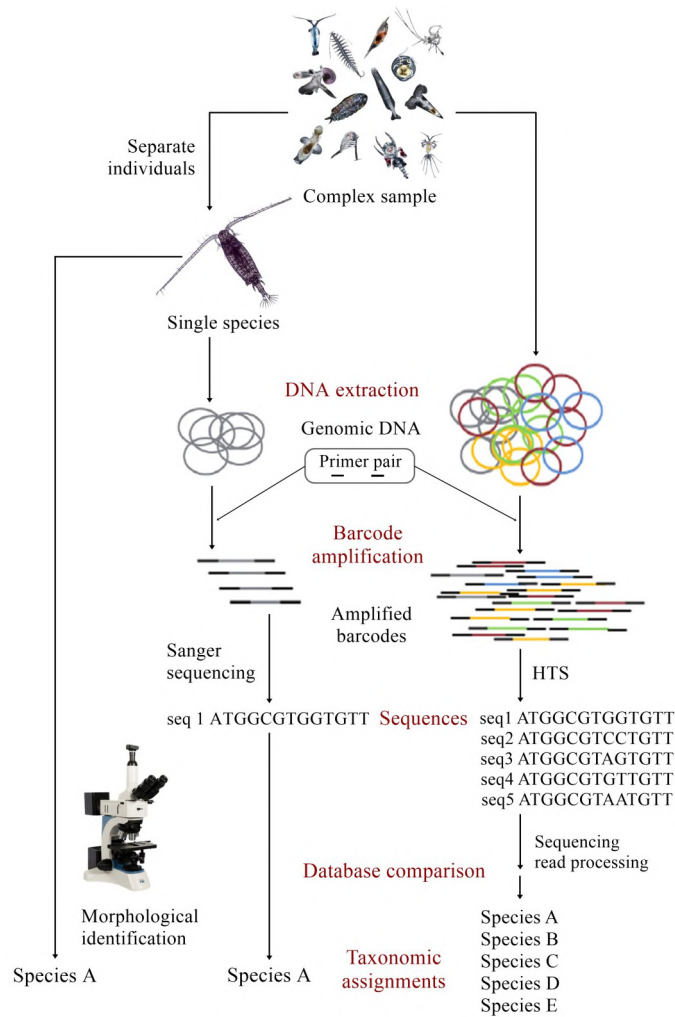 Separate
individuals
Complex sample
Single species
DNA extraction
Genomic DNA
Primer pair
Barcode
amplification
Amplified
barcodes
Sanger
sequencing
HTS
seq 1 ATGGCGTGGTGTT
Sequences
seq1 ATGGCGTGGTGTT
seq2 ATGGCGTCCTGTT
seq3 ATGGCGTAGTGTT
seq4 ATGGCGTGTTGTT
seq5 ATGGCGTAATGTT
Sequencing
read processing
Database comparison
Morphological
identification
Species A
Species A
Taxonomic
assignments
Species A
Species B
Species C
Species D
Species E